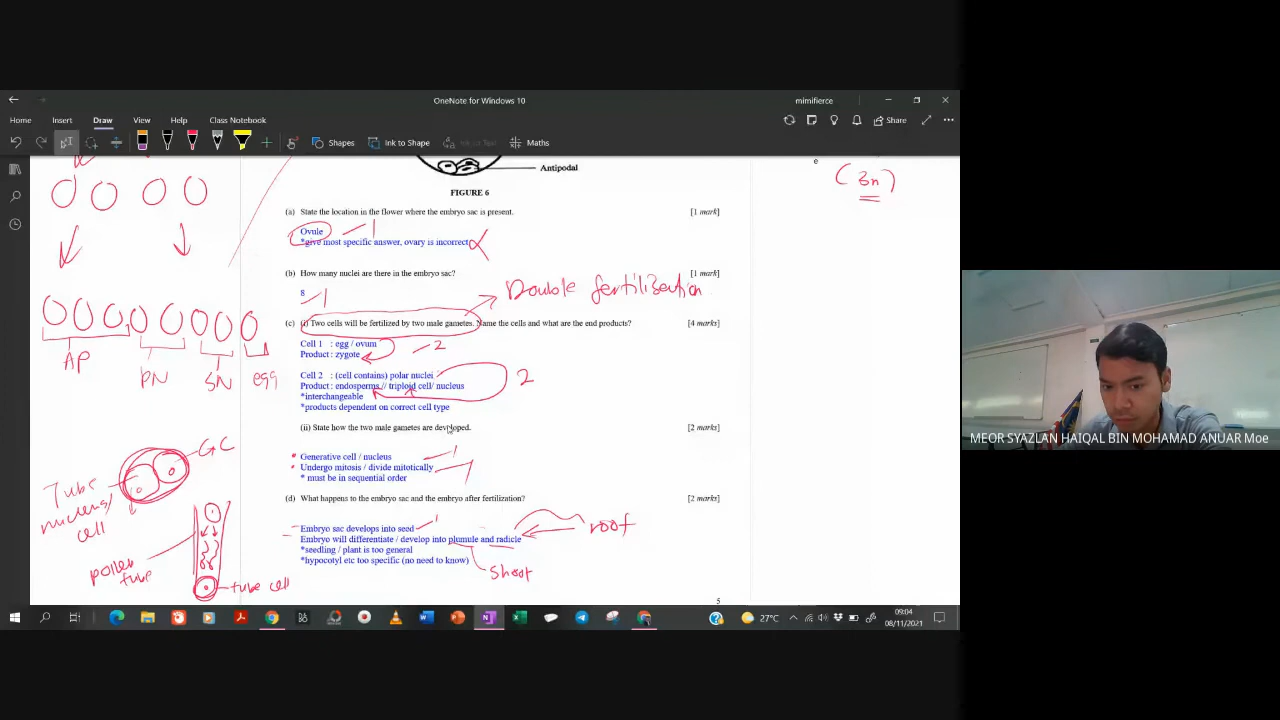 OneNote for Windows 10
mimifierce
Home
Insert
Draw
View
Help
Class Notebook
Share
Shapes
Ink to Shape
Ink to Text
Maths
Antipodal
e
(3n)
FIGURE 6
(a) State the location in the flower where the embryo sac is present. [1 mark]
Ovule
1
*give most specific answer, ovary is incorrect
(b) How many nuclei are there in the embryo sac? [1 mark]
8
1
Double fertilization
(c) (i) Two cells will be fertilized by two male gametes. Name the cells and what are the end products? [4 marks]
Cell 1 : egg / ovum
Product : zygote
2
Cell 2 : (cell contains) polar nuclei
Product : endosperms // triploid cell/ nucleus
2
*interchangeable
*products dependent on correct cell type
(ii) State how the two male gametes are developed. [2 marks]
Generative cell / nucleus
1
Undergo mitosis / divide mitotically
1
* must be in sequential order
(d) What happens to the embryo sac and the embryo after fertilization? [2 marks]
Embryo sac develops into seed
1
Embryo will differentiate / develop into plumule and radicle
root
*seedling / plant is too general
*hypocotyl etc too specific (no need to know)
Shoot
5
AP
PN
SN
egg
G.C
Tube
nucleus/
cell
pollen
tube
tube cell
27°C
09:04
08/11/2021
MEOR SYAZLAN HAIQAL BIN MOHAMAD ANUAR Moe